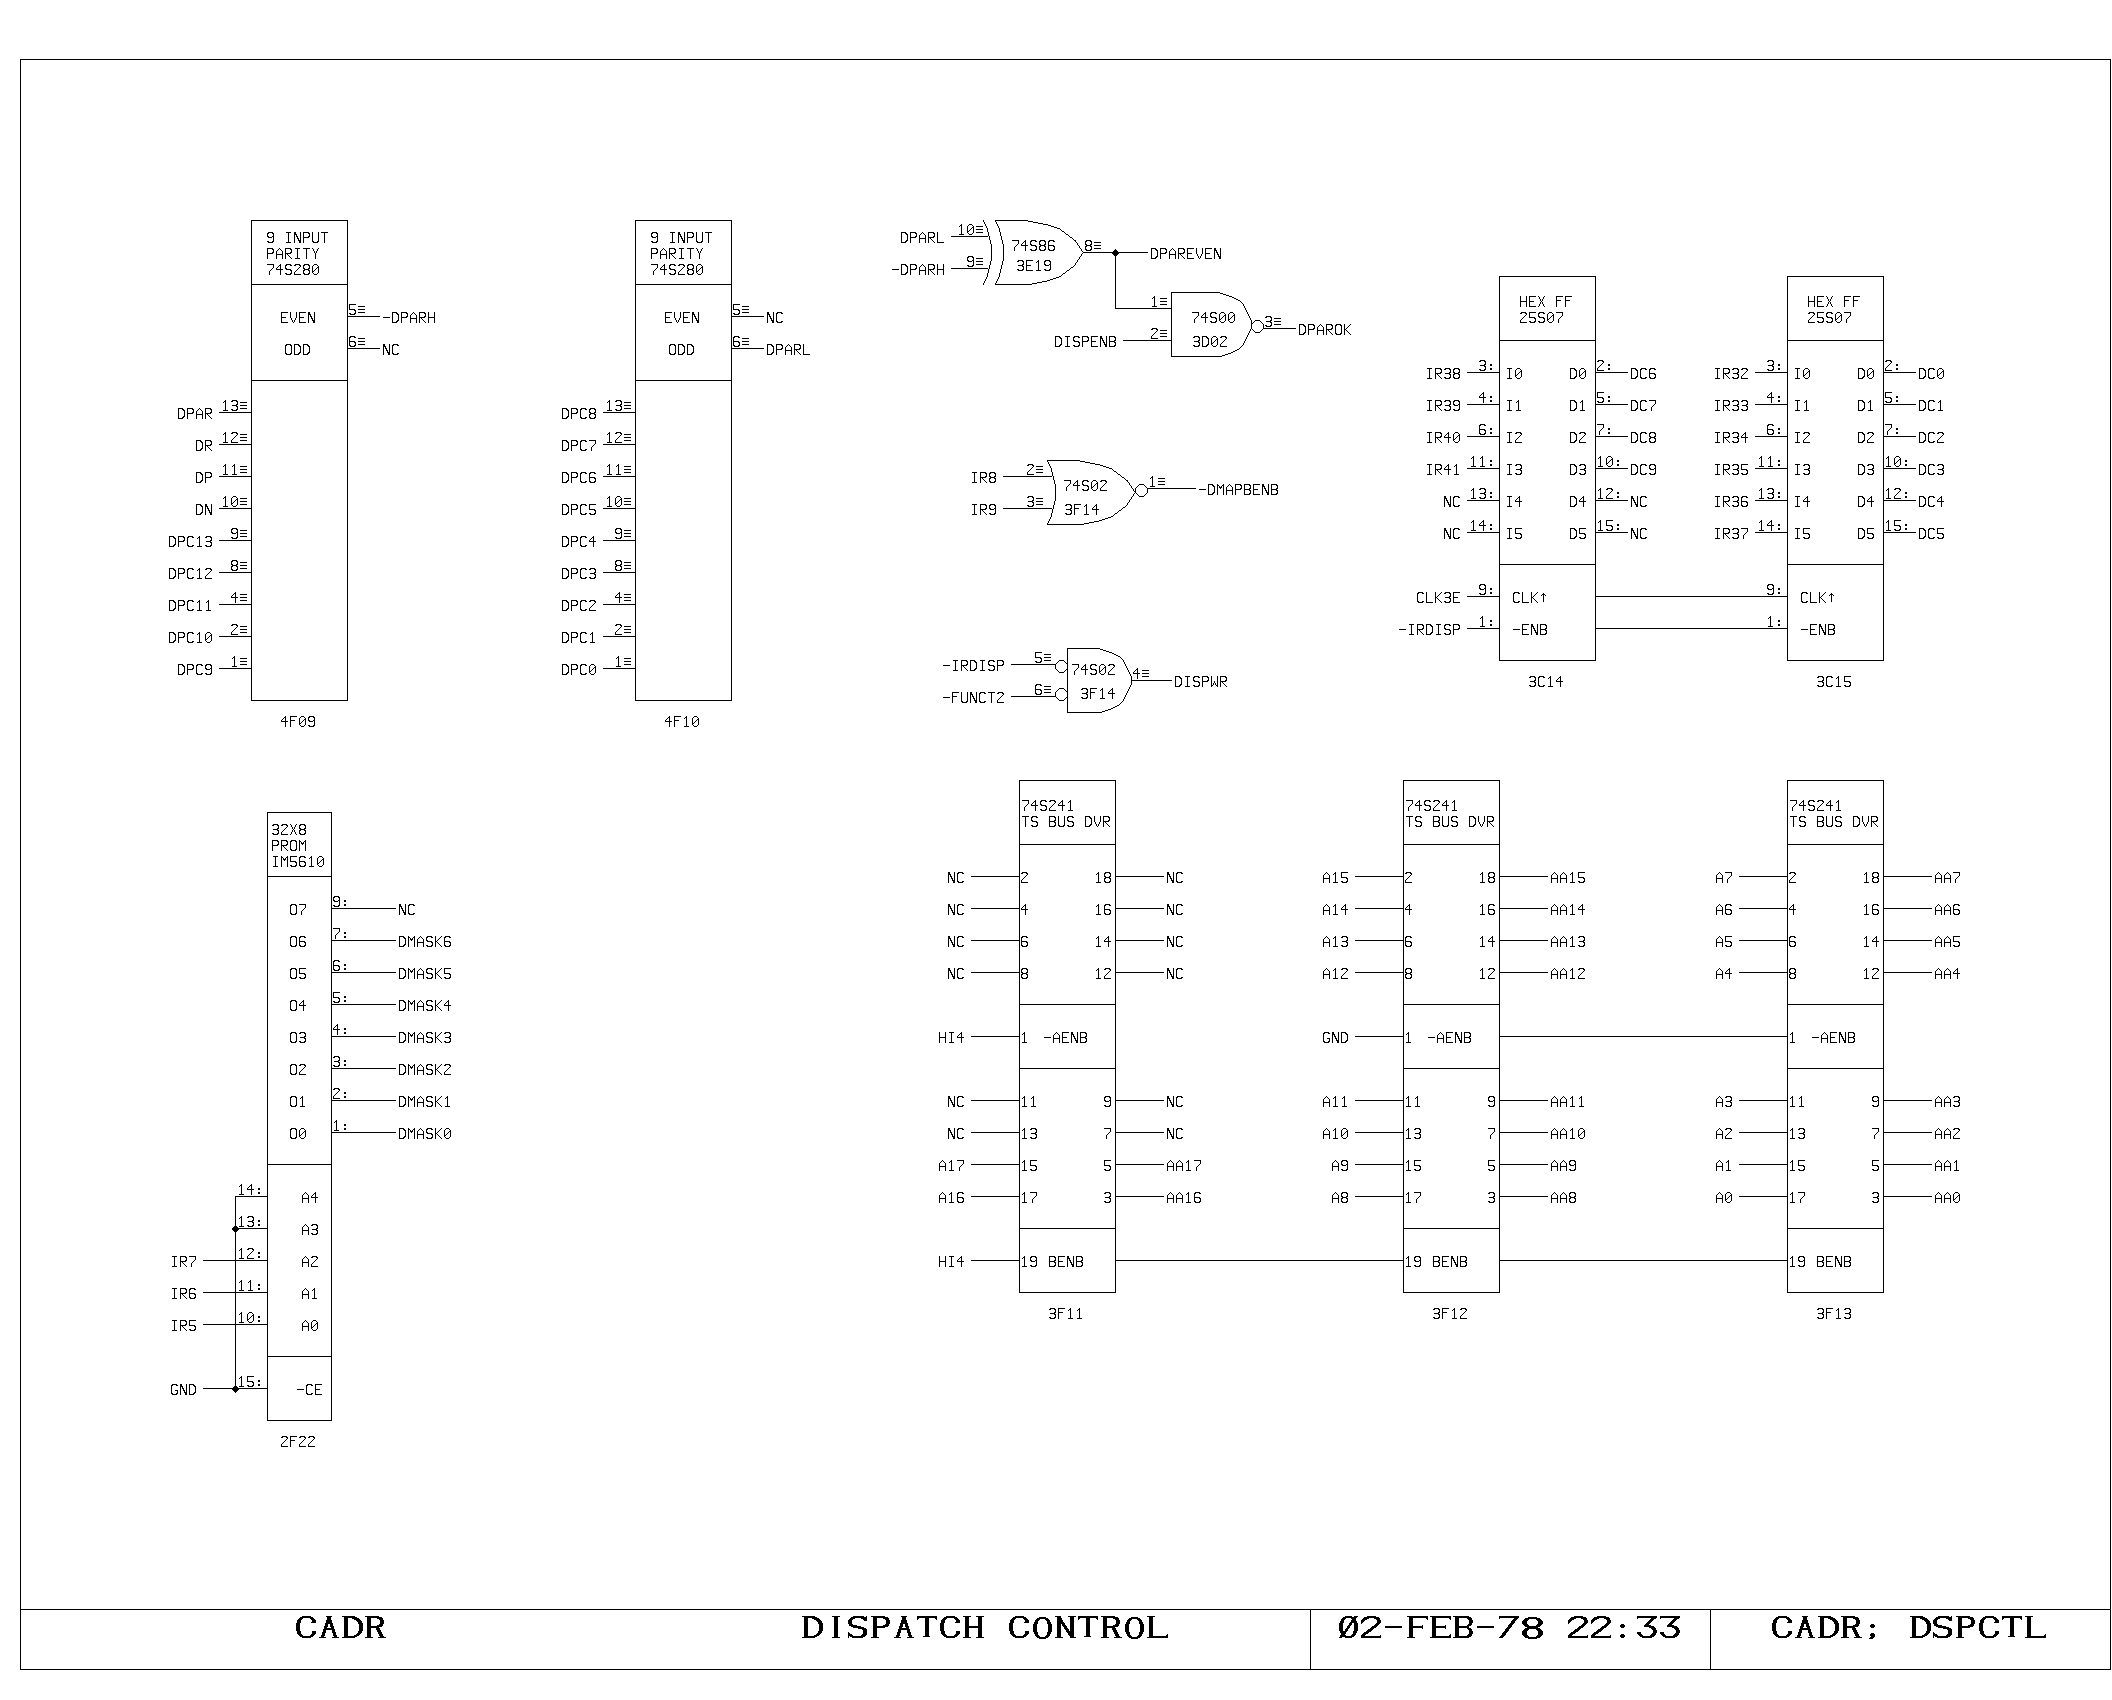 9 INPUT
PARITY
74S280
EVEN 5≡ -DPARH
ODD 6≡ NC
DPAR 13≡
DR 12≡
DP 11≡
DN 10≡
DPC13 9≡
DPC12 8≡
DPC11 4≡
DPC10 2≡
DPC9 1≡
4F09
9 INPUT
PARITY
74S280
EVEN 5≡ NC
ODD 6≡ DPARL
DPC8 13≡
DPC7 12≡
DPC6 11≡
DPC5 10≡
DPC4 9≡
DPC3 8≡
DPC2 4≡
DPC1 2≡
DPC0 1≡
4F10
DPARL 10≡ 74S86 8≡ DPAREVEN
-DPARH 9≡ 3E19
1≡ 74S00 3≡ DPAROK
DISPENB 2≡ 3D02
IR8 2≡ 74S02 1≡ -DMAPBENB
IR9 3≡ 3F14
-IRDISP 5≡ 74S02 4≡ DISPWR
-FUNCT2 6≡ 3F14
HEX FF
25S07
IR38 3: I0 D0 2: DC6
IR39 4: I1 D1 5: DC7
IR40 6: I2 D2 7: DC8
IR41 11: I3 D3 10: DC9
NC 13: I4 D4 12: NC
NC 14: I5 D5 15: NC
CLK3E 9: CLK↑
-IRDISP 1: -ENB
3C14
HEX FF
25S07
IR32 3: I0 D0 2: DC0
IR33 4: I1 D1 5: DC1
IR34 6: I2 D2 7: DC2
IR35 11: I3 D3 10: DC3
IR36 13: I4 D4 12: DC4
IR37 14: I5 D5 15: DC5
9: CLK↑
1: -ENB
3C15
32X8
PROM
IM5610
O7 9: NC
O6 7: DMASK6
O5 6: DMASK5
O4 5: DMASK4
O3 4: DMASK3
O2 3: DMASK2
O1 2: DMASK1
O0 1: DMASK0
14: A4
13: A3
IR7 12: A2
IR6 11: A1
IR5 10: A0
GND 15: -CE
2F22
74S241
TS BUS DVR
NC 2 18 NC
NC 4 16 NC
NC 6 14 NC
NC 8 12 NC
HI4 1 -AENB
NC 11 9 NC
NC 13 7 NC
A17 15 5 AA17
A16 17 3 AA16
HI4 19 BENB
3F11
74S241
TS BUS DVR
A15 2 18 AA15
A14 4 16 AA14
A13 6 14 AA13
A12 8 12 AA12
GND 1 -AENB
A11 11 9 AA11
A10 13 7 AA10
A9 15 5 AA9
A8 17 3 AA8
19 BENB
3F12
74S241
TS BUS DVR
A7 2 18 AA7
A6 4 16 AA6
A5 6 14 AA5
A4 8 12 AA4
1 -AENB
A3 11 9 AA3
A2 13 7 AA2
A1 15 5 AA1
A0 17 3 AA0
19 BENB
3F13
CADR
DISPATCH CONTROL
02-FEB-78 22:33
CADR; DSPCTL